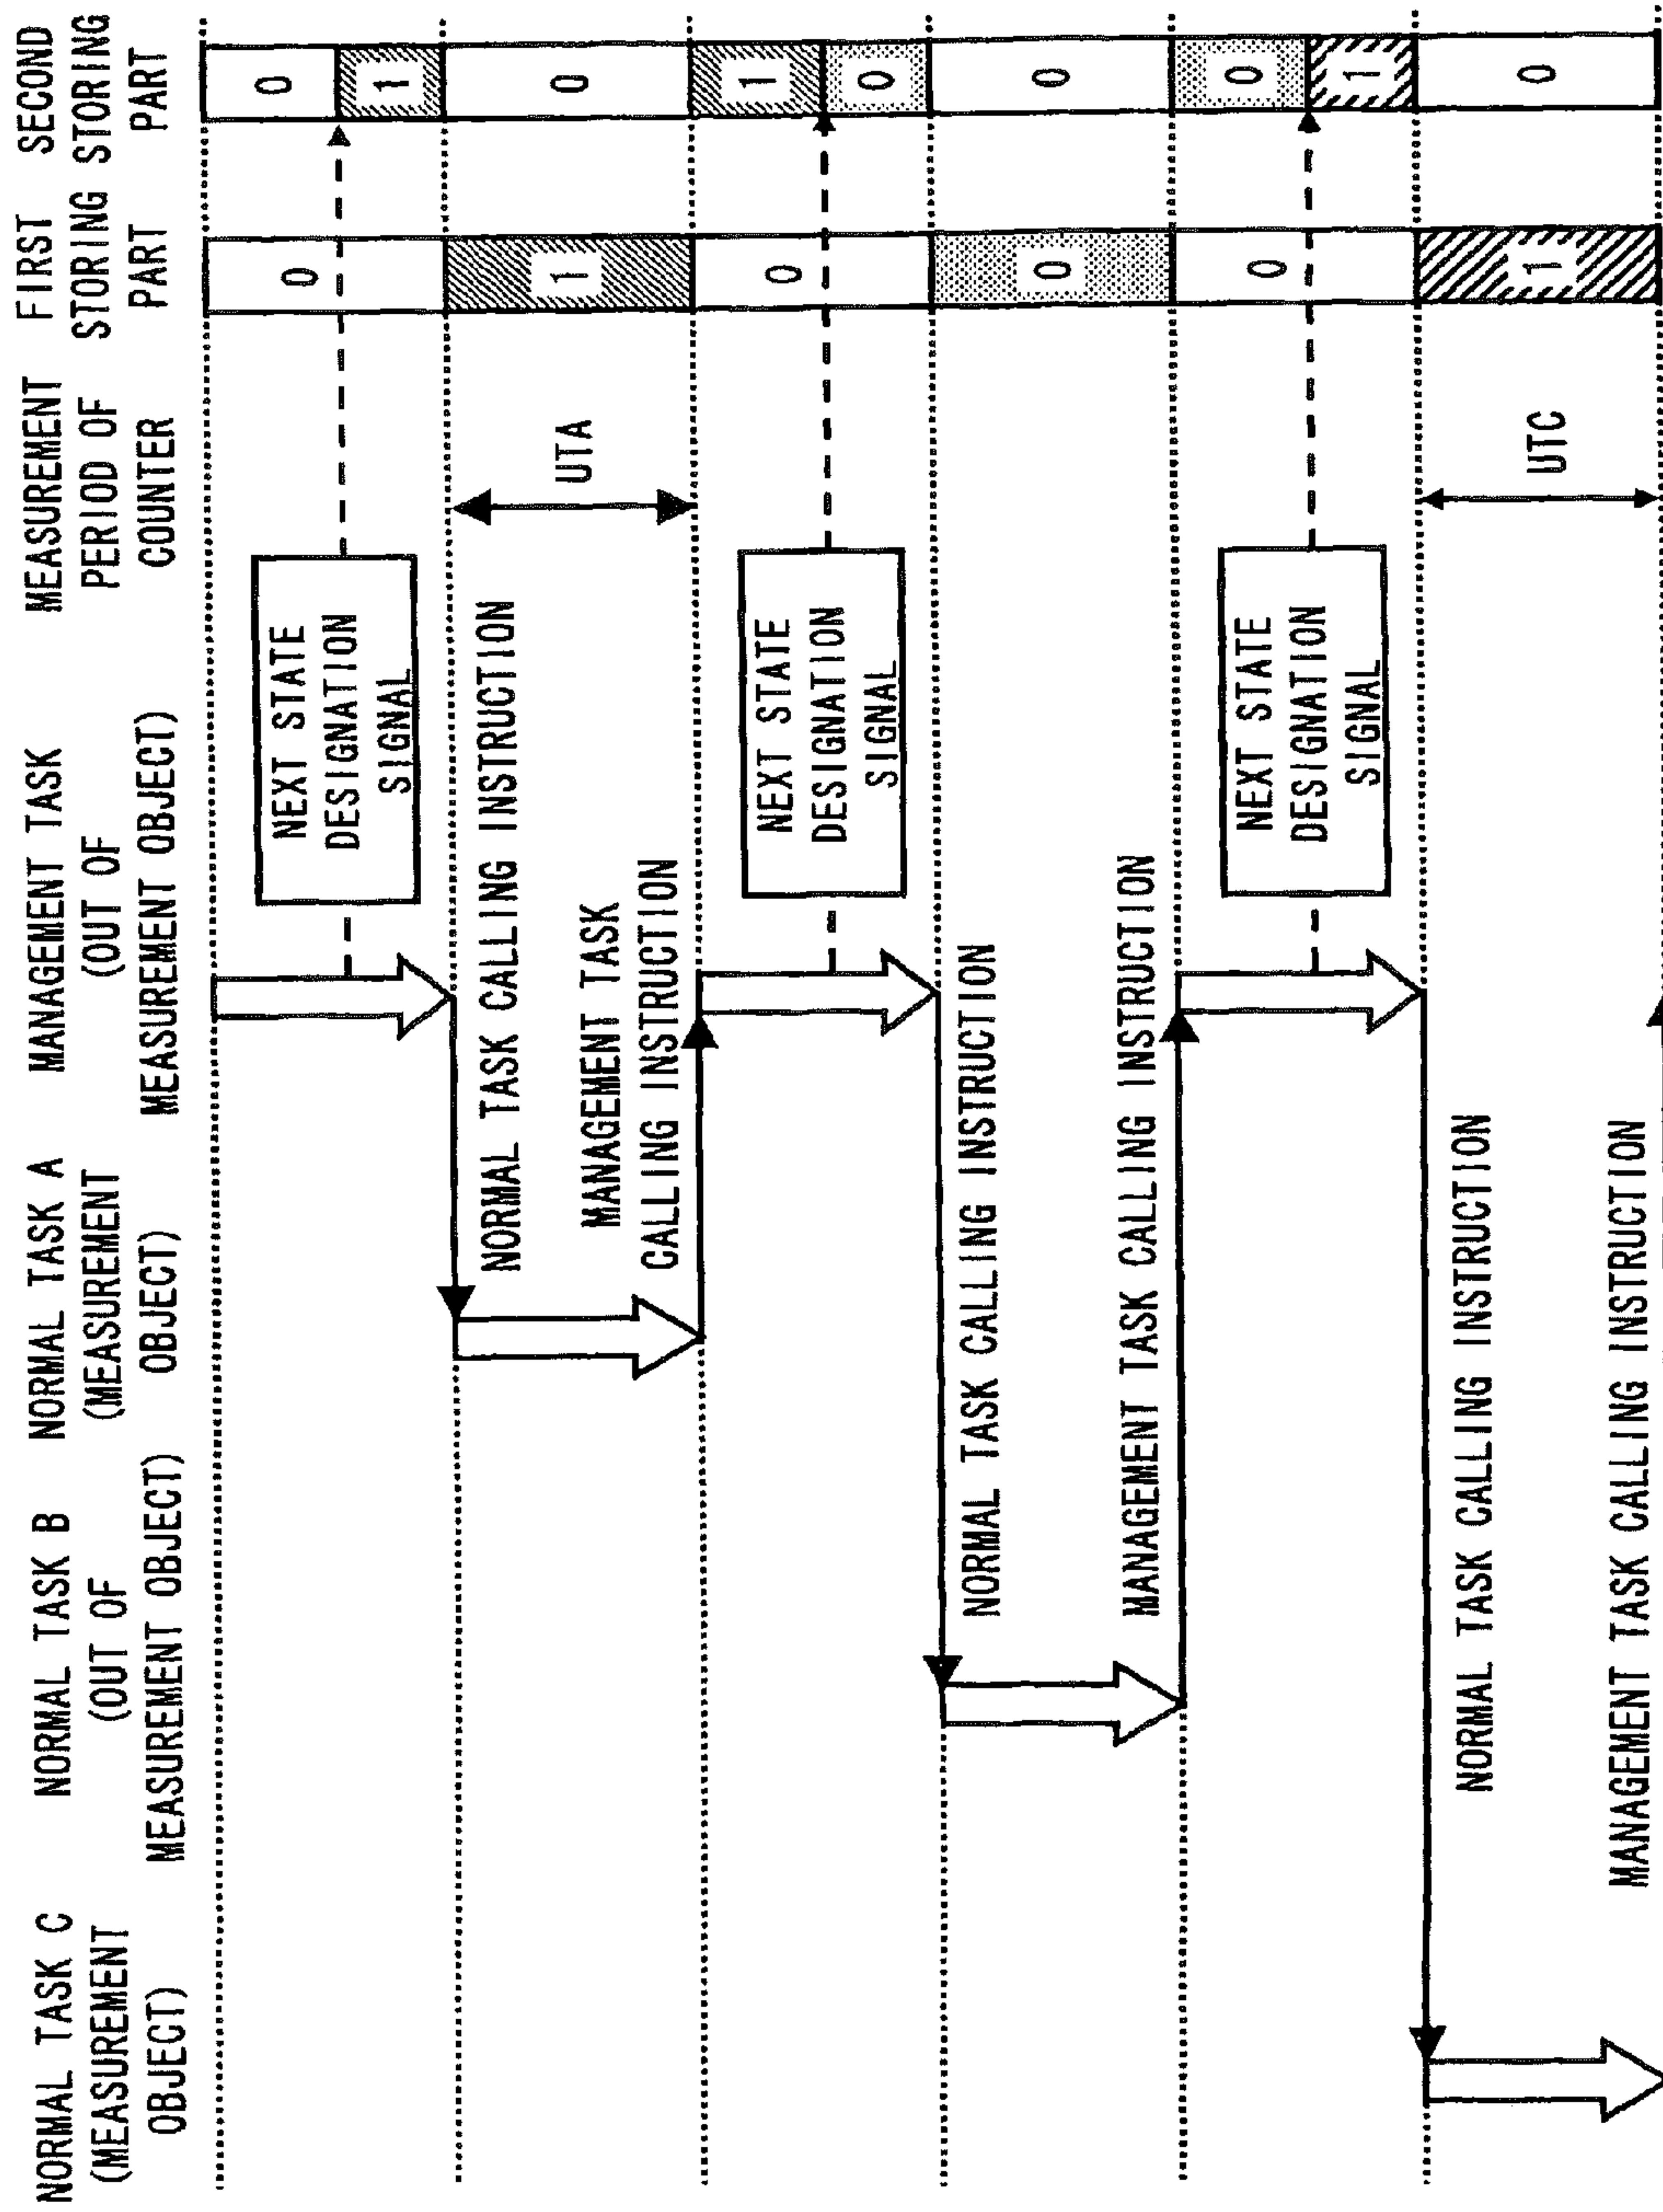 NORMAL TASK C
(MEASUREMENT
OBJECT)
NORMAL TASK B
(OUT OF
MEASUREMENT OBJECT)
NORMAL TASK A
(MEASUREMENT
OBJECT)
MANAGEMENT TASK
(OUT OF
MEASUREMENT OBJECT)
MEASUREMENT
PERIOD OF
COUNTER
FIRST
STORING
PART
SECOND
STORING
PART
NEXT STATE
DESIGNATION
SIGNAL
0
0
1
NORMAL TASK CALLING INSTRUCTION
UTA
1
0
MANAGEMENT TASK
CALLING INSTRUCTION
NEXT STATE
DESIGNATION
SIGNAL
0
1
0
NORMAL TASK CALLING INSTRUCTION
0
0
MANAGEMENT TASK CALLING INSTRUCTION
NEXT STATE
DESIGNATION
SIGNAL
0
0
1
NORMAL TASK CALLING INSTRUCTION
UTC
1
0
MANAGEMENT TASK CALLING INSTRUCTION